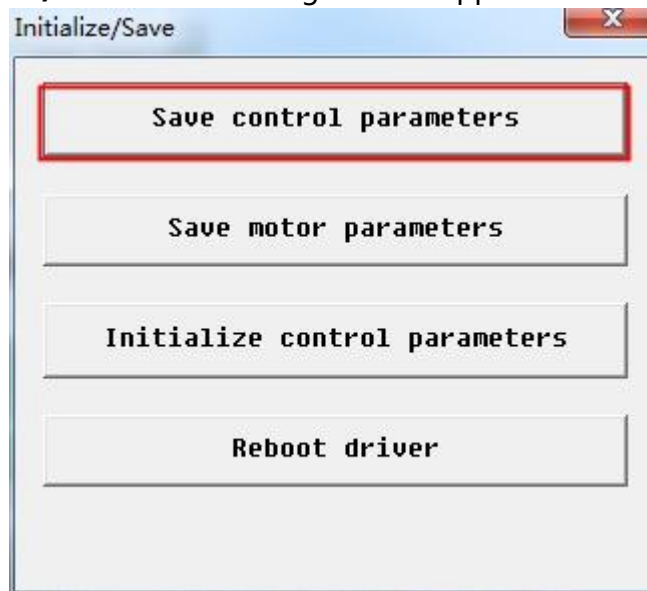 Initialize/Save
X
Save control parameters
Save motor parameters
Initialize control parameters
Reboot driver